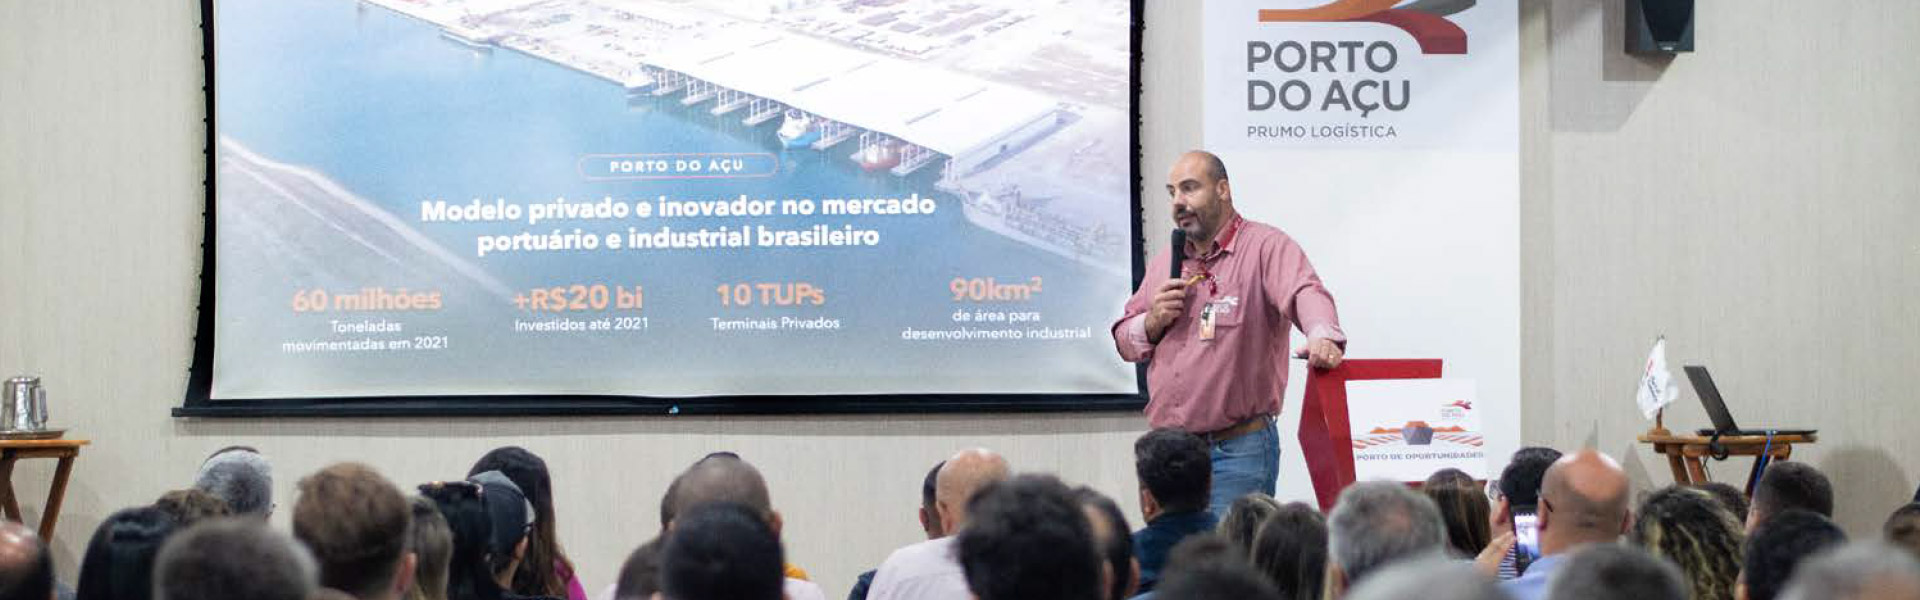 PORTO DO AÇU
Modelo privado e inovador no mercado
portuário e industrial brasileiro
60 milhões
Toneladas
movimentadas em 2021
+R$20 bi
Investidos até 2021
10 TUPs
Terminais Privados
90km²
de área para
desenvolvimento industrial
PORTO
DO AÇU
PRUMO LOGÍSTICA
PORTO DE OPORTUNIDADES